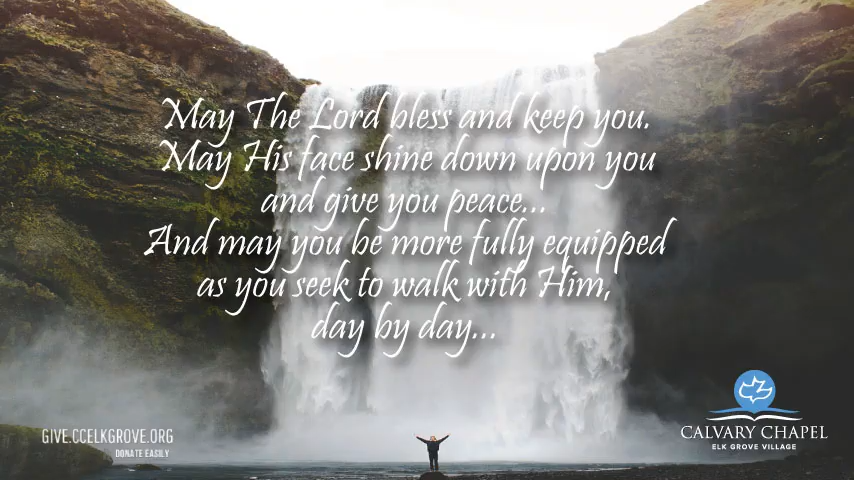 May The Lord bless and keep you.
May His face shine down upon you
and give you peace...
And may you be more fully equipped
as you seek to walk with Him,
day by day...
GIVE.CCELKGROVE.ORG
DONATE EASILY
CALVARY CHAPEL
ELK GROVE VILLAGE